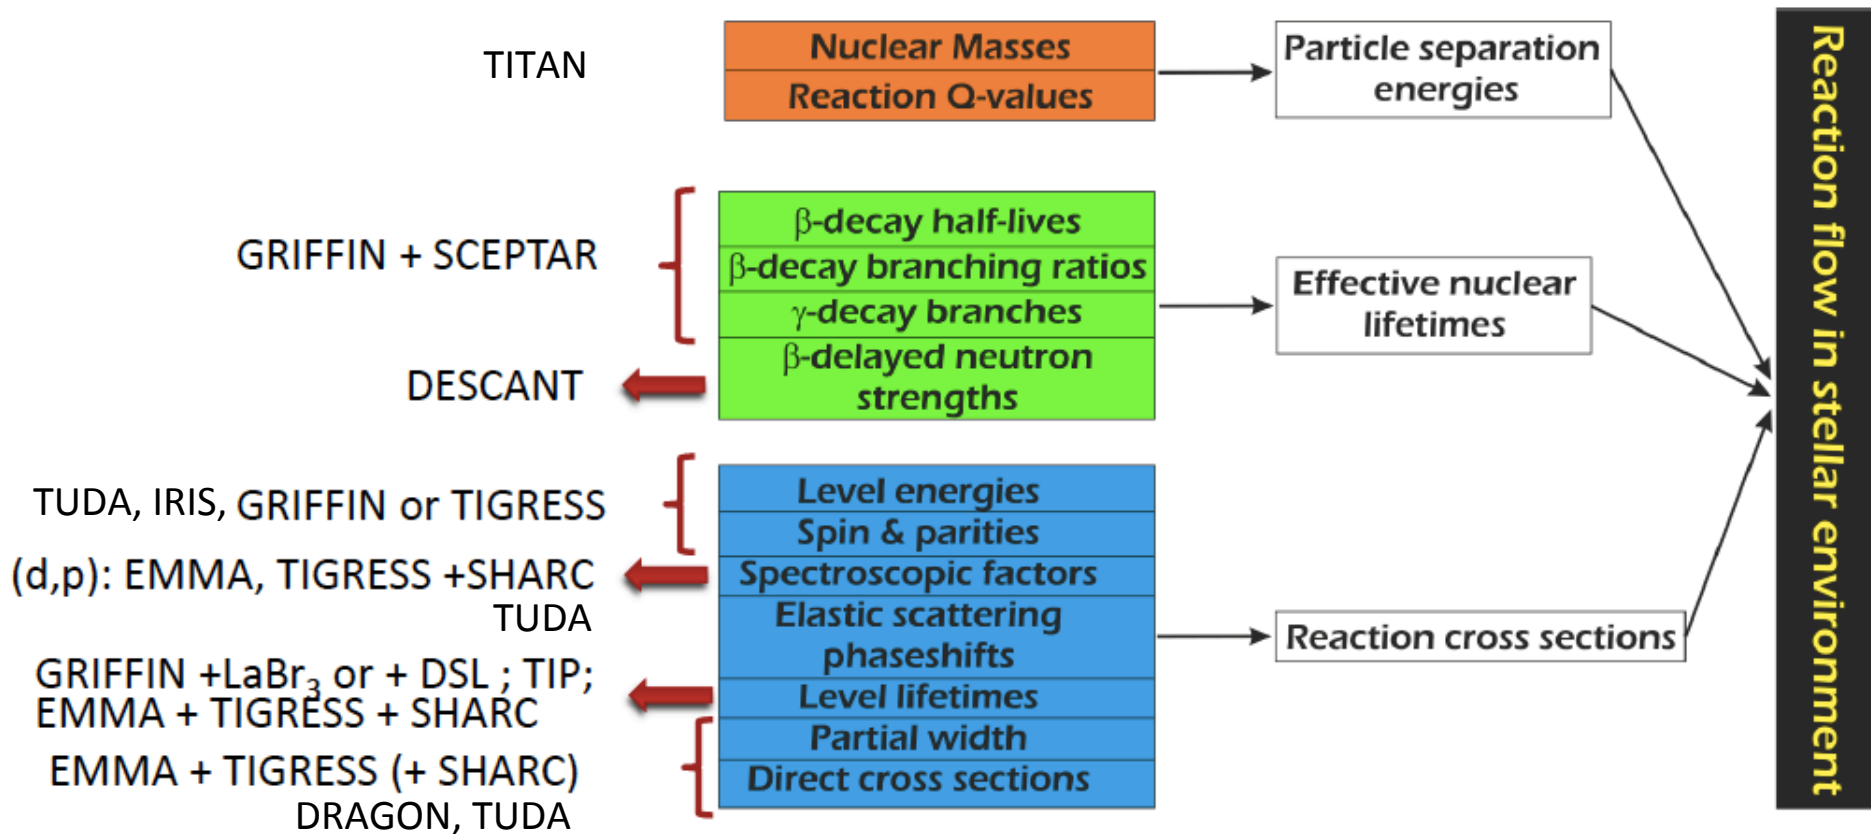 TITAN
Nuclear Masses
Reaction Q-values
Particle separation
energies
GRIFFIN + SCEPTAR
β-decay half-lives
β-decay branching ratios
γ-decay branches
β-delayed neutron
strengths
Effective nuclear
lifetimes
DESCANT
TUDA, IRIS, GRIFFIN or TIGRESS
Level energies
Spin & parities
(d,p): EMMA, TIGRESS +SHARC
TUDA
Spectroscopic factors
Elastic scattering
phaseshifts
Reaction cross sections
GRIFFIN +LaBr₃ or + DSL ; TIP;
EMMA + TIGRESS + SHARC
Level lifetimes
Partial width
Direct cross sections
EMMA + TIGRESS (+ SHARC)
DRAGON, TUDA
Reaction flow in stellar environment